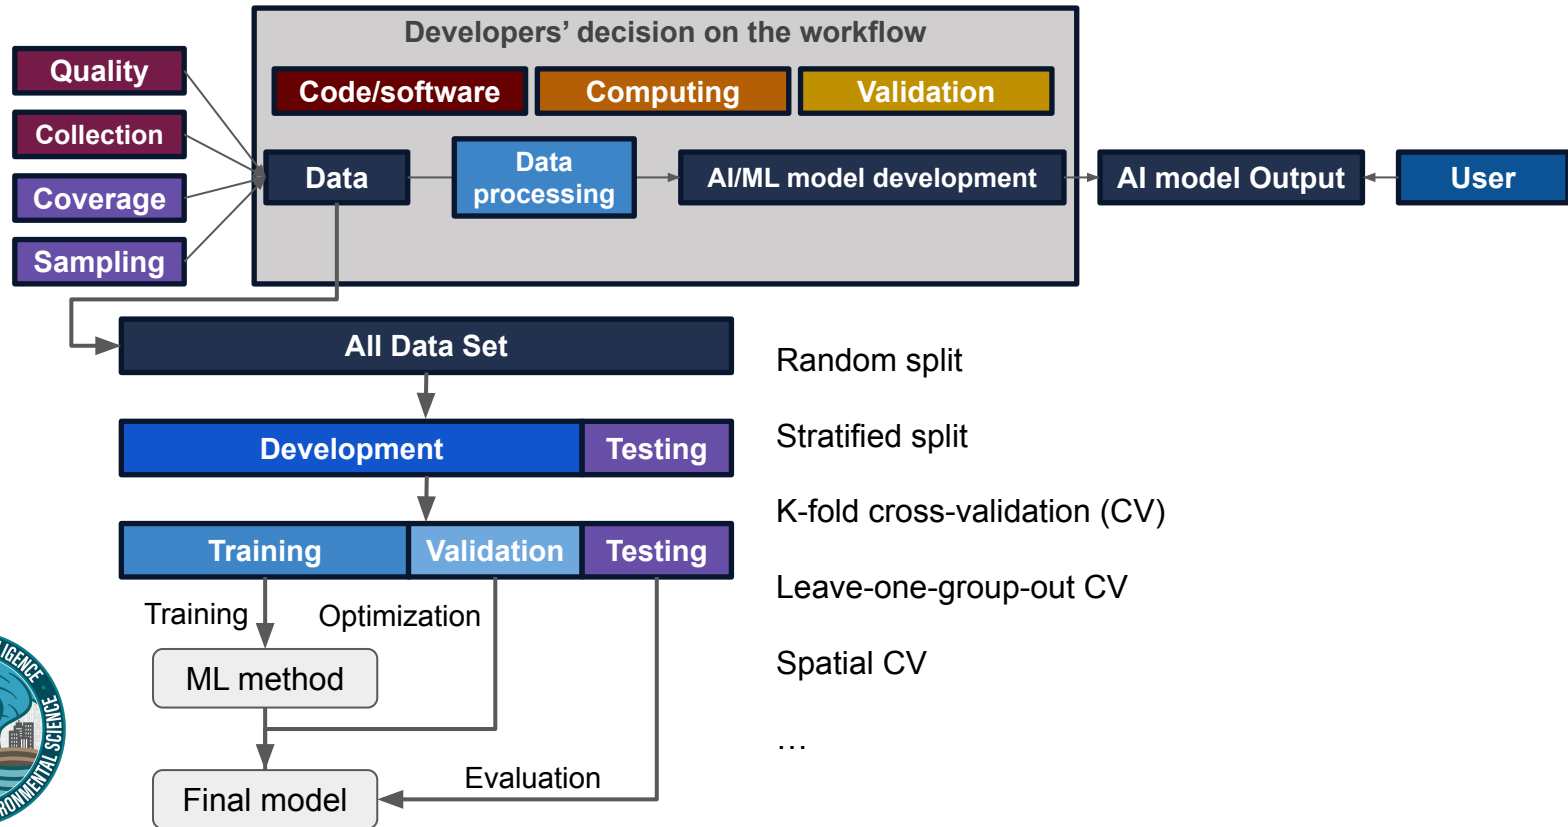 Developers’ decision on the workflow
Quality
Collection
Coverage
Sampling
Code/software
Computing
Validation
Data
Data
processing
AI/ML model development
AI model Output
User
All Data Set
Development
Testing
Training
Validation
Testing
Training
Optimization
ML method
Final model
Evaluation
Random split
Stratified split
K-fold cross-validation (CV)
Leave-one-group-out CV
Spatial CV
…
SCIENCE